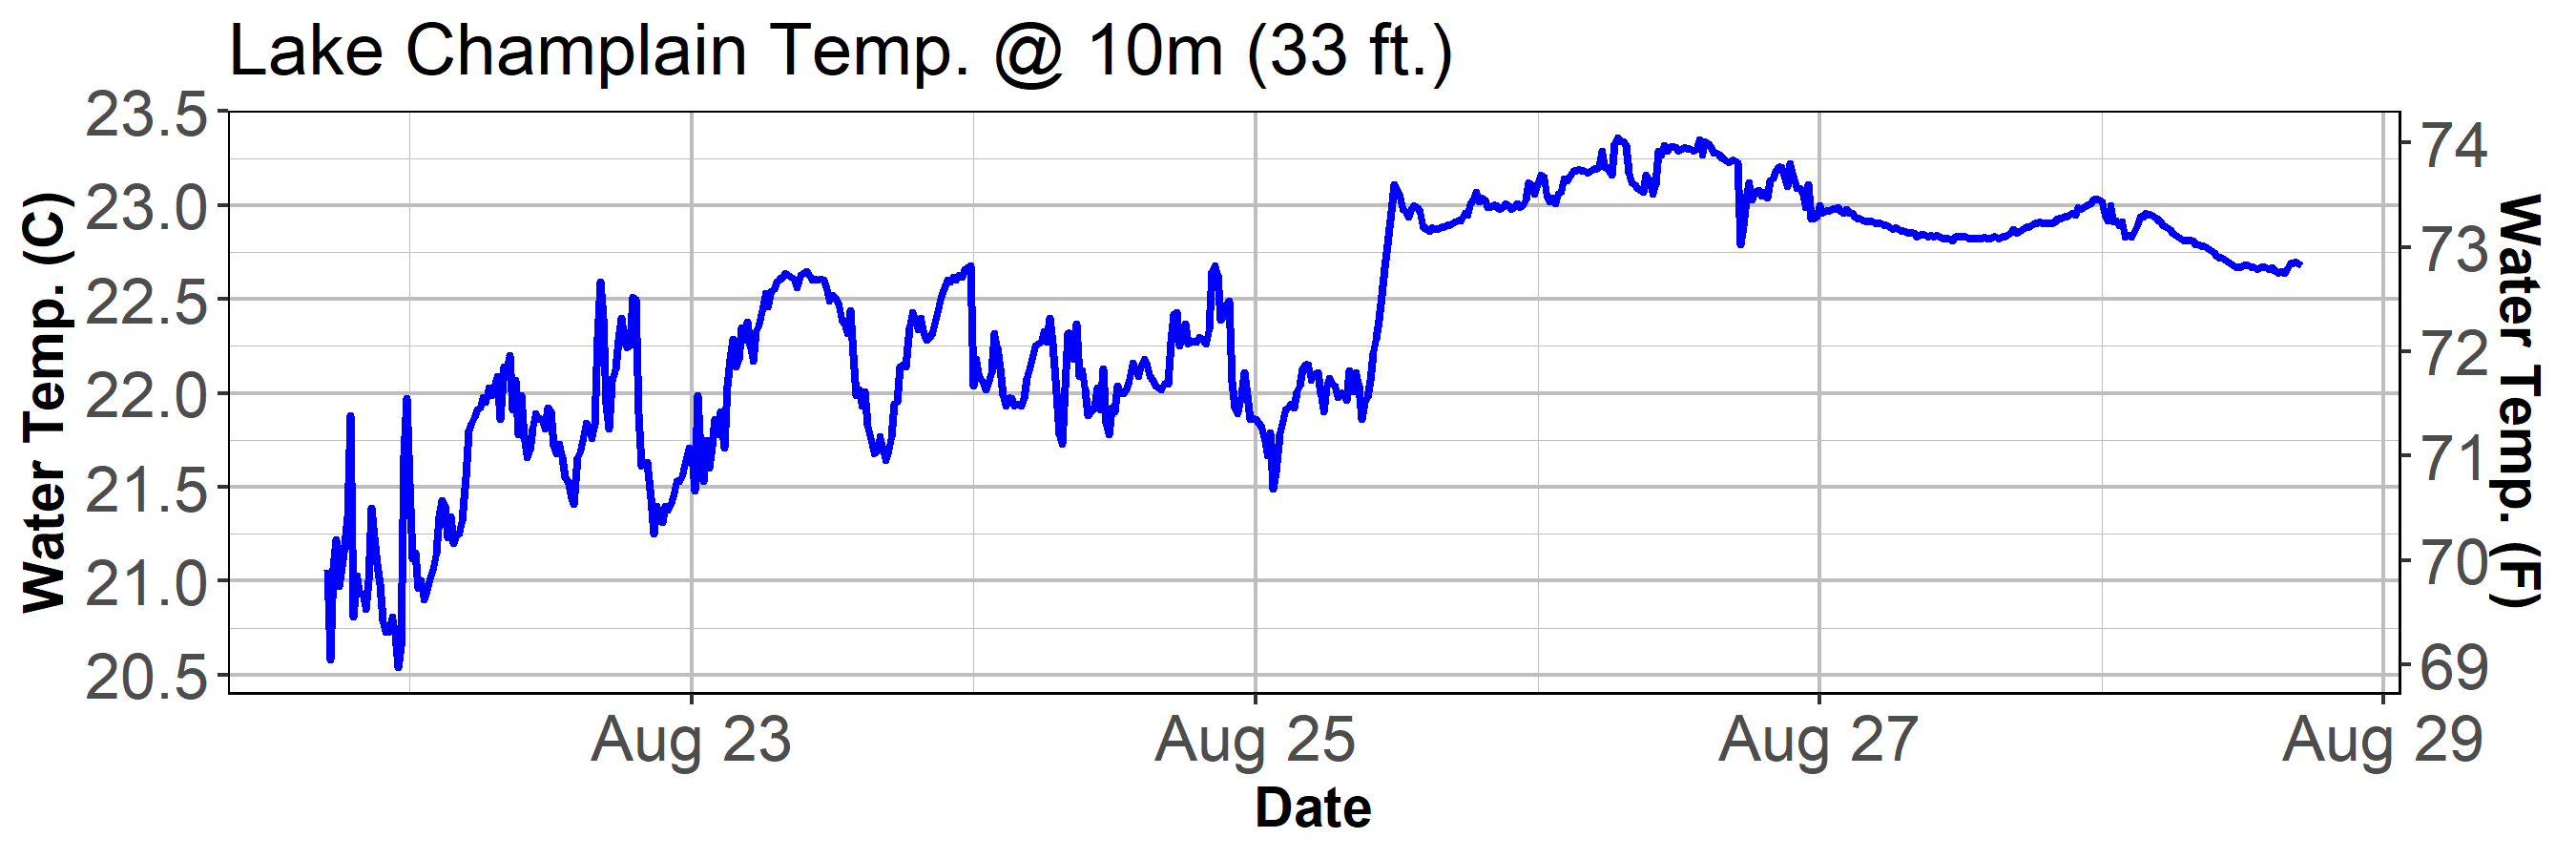 Lake Champlain Temp. @ 10m (33 ft.)
23.5
23.0
22.5
22.0
21.5
21.0
20.5
Water Temp. (C)
74
73
72
71
70
69
Water Temp. (F)
Aug 23
Aug 25
Aug 27
Aug 29
Date